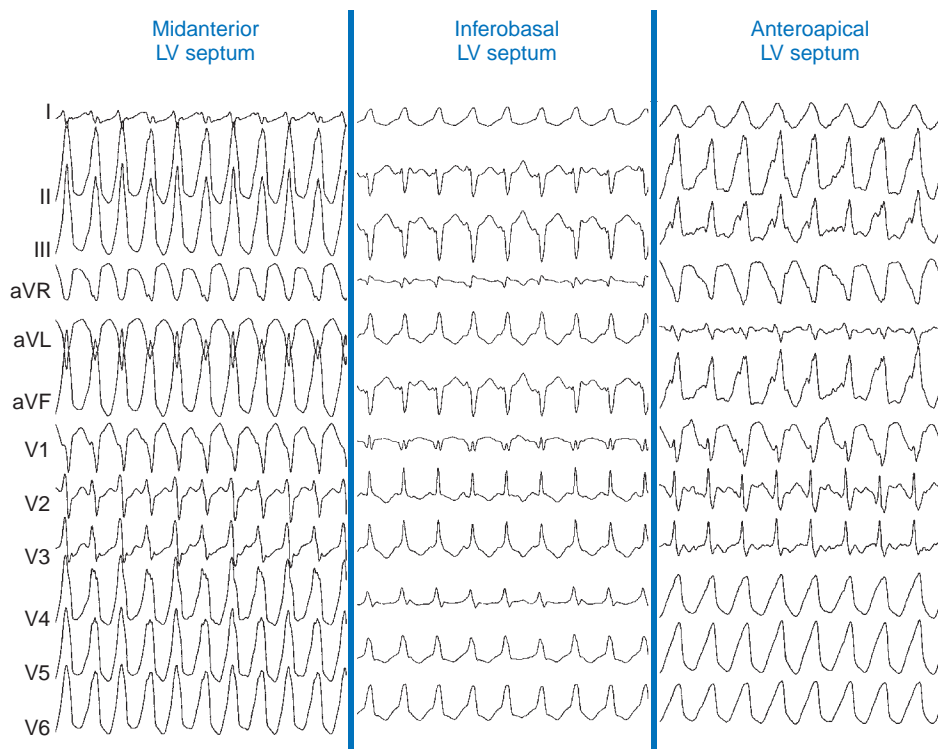 Midanterior
LV septum
Inferobasal
LV septum
Anteroapical
LV septum
I
II
III
aVR
aVL
aVF
V1
V2
V3
V4
V5
V6